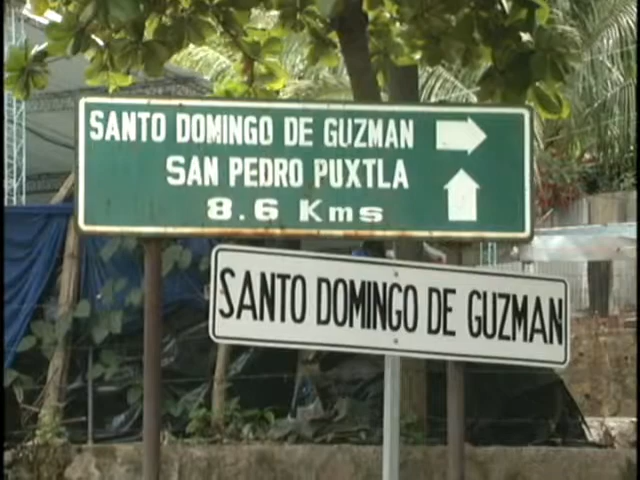 SANTO DOMINGO DE GUZMAN
SAN PEDRO PUXTLA
8.6 Kms
SANTO DOMINGO DE GUZMAN